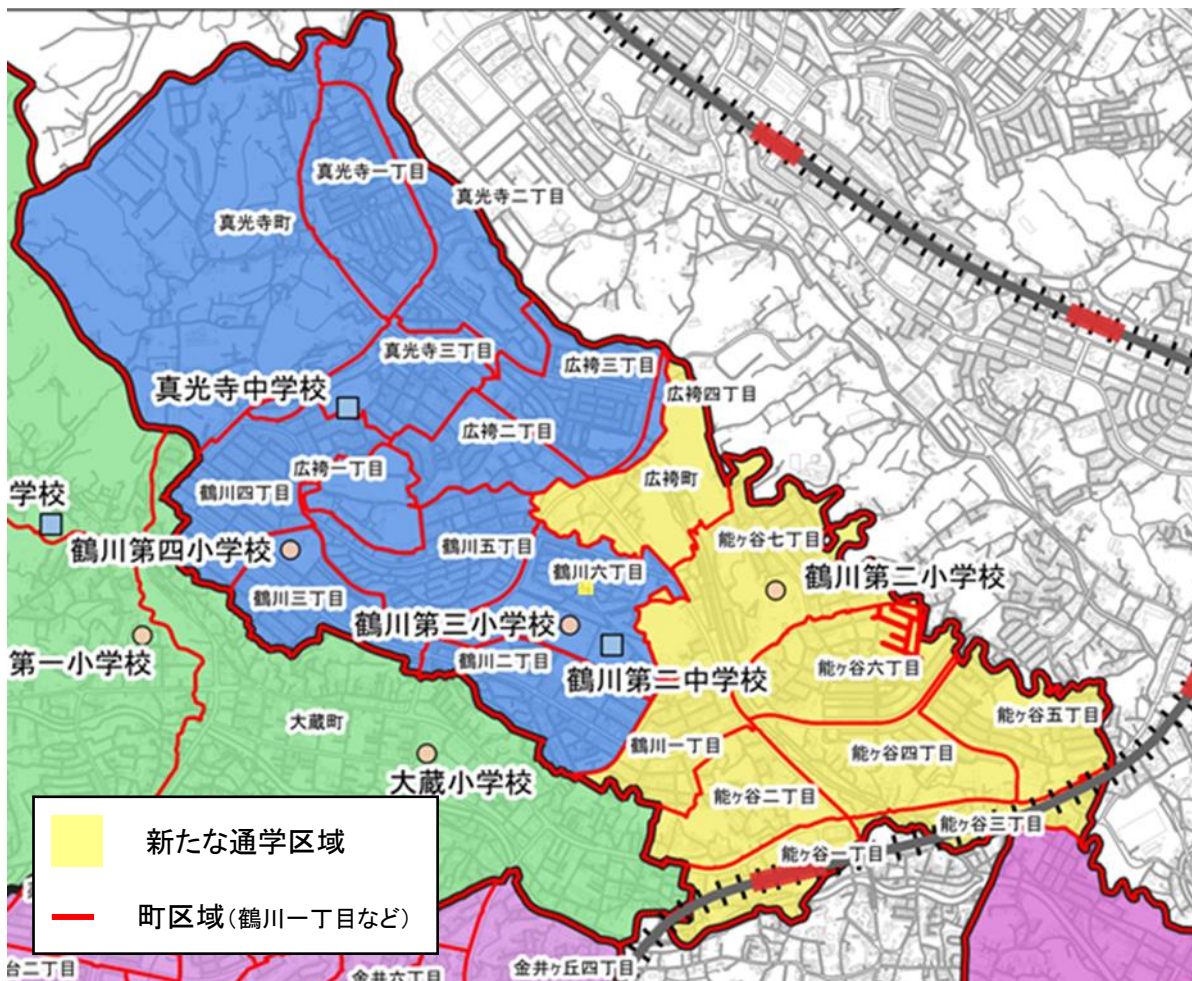 真光寺一丁目
真光寺二丁目
真光寺町
真光寺三丁目
広袴三丁目
真光寺中学校
広袴四丁目
広袴二丁目
広袴一丁目
広袴町
学校
鶴川四丁目
能ヶ谷七丁目
鶴川第四小学校
鶴川五丁目
鶴川六丁目
鶴川第二小学校
鶴川三丁目
鶴川第三小学校
第一小学校
鶴川二丁目
鶴川第二中学校
能ヶ谷六丁目
大蔵町
能ヶ谷五丁目
鶴川一丁目
能ヶ谷四丁目
大蔵小学校
能ヶ谷二丁目
能ヶ谷三丁目
新たな通学区域
能ヶ谷一丁目
町区域(鶴川一丁目など)
台二丁目
金井六丁目
金井ヶ丘四丁目